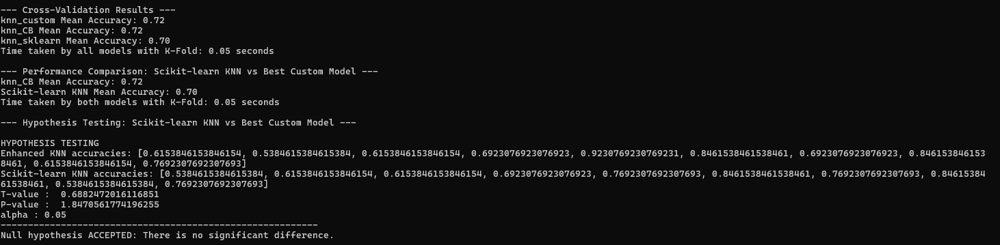 --- Cross-Validation Results ---
knn_custom Mean Accuracy: 0.72
knn_CB Mean Accuracy: 0.72
knn_sklearn Mean Accuracy: 0.70
Time taken by all models with K-Fold: 0.05 seconds
--- Performance Comparison: Scikit-learn KNN vs Best Custom Model ---
knn_CB Mean Accuracy: 0.72
Scikit-learn KNN Mean Accuracy: 0.70
Time taken by both models with K-Fold: 0.05 seconds
--- Hypothesis Testing: Scikit-learn KNN vs Best Custom Model ---
HYPOTHESIS TESTING
Enhanced KNN accuracies: [0.6153846153846154, 0.5384615384615384, 0.6153846153846154, 0.6923076923076923, 0.9230769230769231, 0.8461538461538461, 0.6923076923076923, 0.846153846153
8461, 0.6153846153846154, 0.7692307692307693]
Scikit-learn KNN accuracies: [0.5384615384615384, 0.6153846153846154, 0.6153846153846154, 0.6923076923076923, 0.7692307692307693, 0.8461538461538461, 0.7692307692307693, 0.84615384
61538461, 0.5384615384615384, 0.7692307692307693]
T-value :  0.6882472016116851
P-value :  1.8470561774196255
alpha : 0.05
----------------------------------------------------------
Null hypothesis ACCEPTED: There is no significant difference.